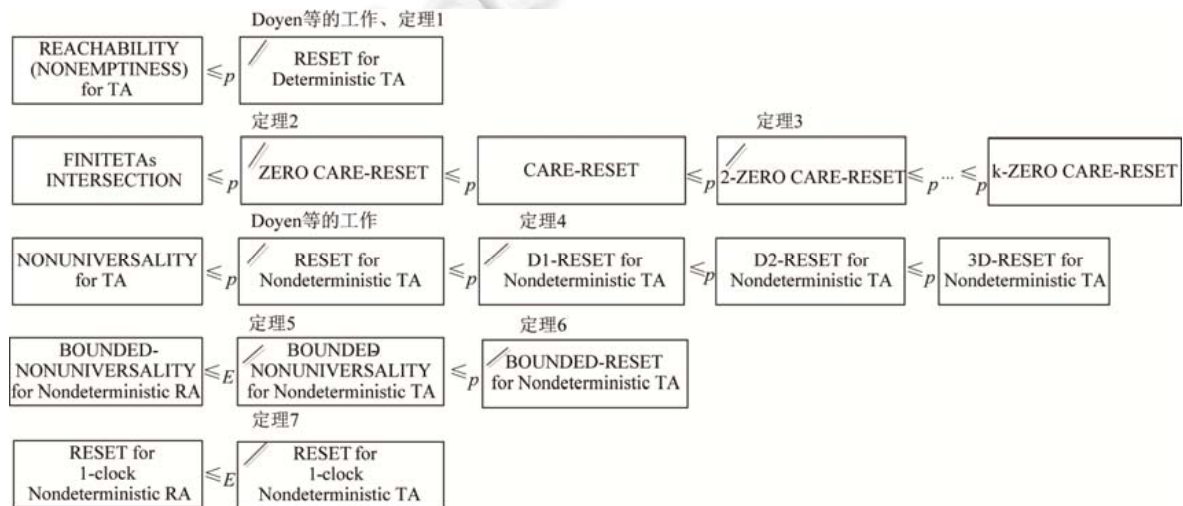 Doyen等的工作、定理1
REACHABILITY
(NONEMPTINESS)
for TA
≤p
RESET for
Deterministic TA
定理2
定理3
FINITETAs
INTERSECTION
≤p
ZERO CARE-RESET
≤p
CARE-RESET
≤p
2-ZERO CARE-RESET
≤p ... ≤p
k-ZERO CARE-RESET
Doyen等的工作
定理4
NONUNIVERSALITY
for TA
≤p
RESET for
Nondeterministic TA
≤p
D1-RESET for
Nondeterministic TA
≤p
D2-RESET for
Nondeterministic TA
≤p
3D-RESET for
Nondeterministic TA
定理5
定理6
BOUNDED-
NONUNIVERSALITY
for Nondeterministic RA
≤E
BOUNDED-
NONUNIVERSALITY
for Nondeterministic TA
≤p
BOUNDED-RESET
for Nondeterministic TA
定理7
RESET for
1-clock
Nondeterministic RA
≤E
RESET for
1-clock
Nondeterministic TA